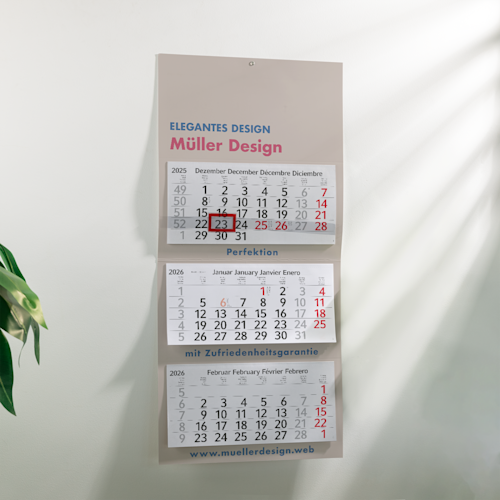 ELEGANTES DESIGN
Müller Design
2025 Dezember December Décembre Diciembre
49 1 2 3 4 5 6 7
50 8 9 10 11 12 13 14
51 15 16 17 18 19 20 21
52 22 23 24 25 26 27 28
1 29 30 31
Perfektion
2026 Januar January Janvier Enero
1 1 2 3 4
2 5 6 7 8 9 10 11
3 12 13 14 15 16 17 18
4 19 20 21 22 23 24 25
5 26 27 28 29 30 31
mit Zufriedenheitsgarantie
2026 Februar February Février Febrero
5 1
6 2 3 4 5 6 7 8
7 9 10 11 12 13 14 15
8 16 17 18 19 20 21 22
9 23 24 25 26 27 28 1
www.muellerdesign.web